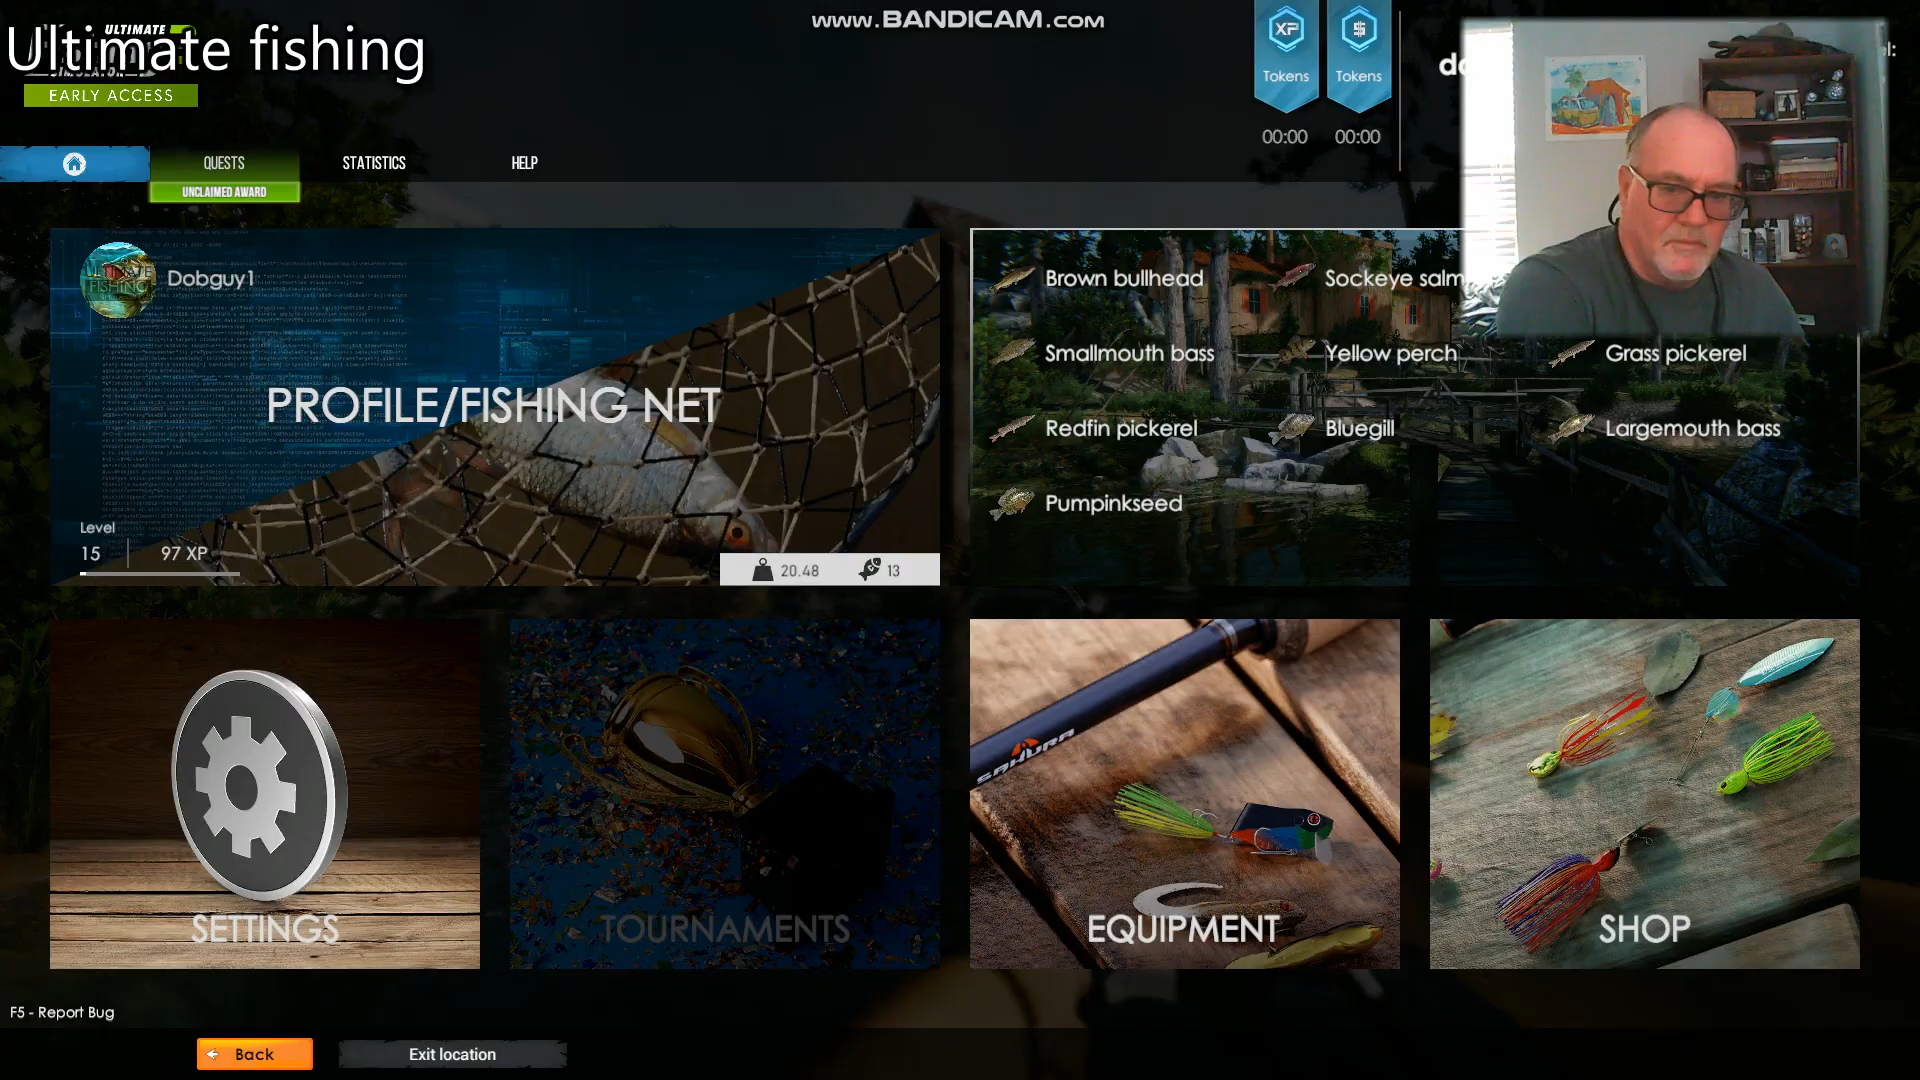 www.BANDICAM.com
ULTIMATE
Ultimate fishing
EARLY ACCESS
XP
Tokens
00:00
$
Tokens
00:00
QUESTS
STATISTICS
HELP
UNCLAIMED AWARD
Dobguy1
PROFILE/FISHING NET
Level
15
97 XP
20.48
13
Brown bullhead
Sockeye salm
Smallmouth bass
Yellow perch
Grass pickerel
Redfin pickerel
Bluegill
Largemouth bass
Pumpinkseed
SETTINGS
TOURNAMENTS
SAKURA
EQUIPMENT
SHOP
F5 - Report Bug
Back
Exit location